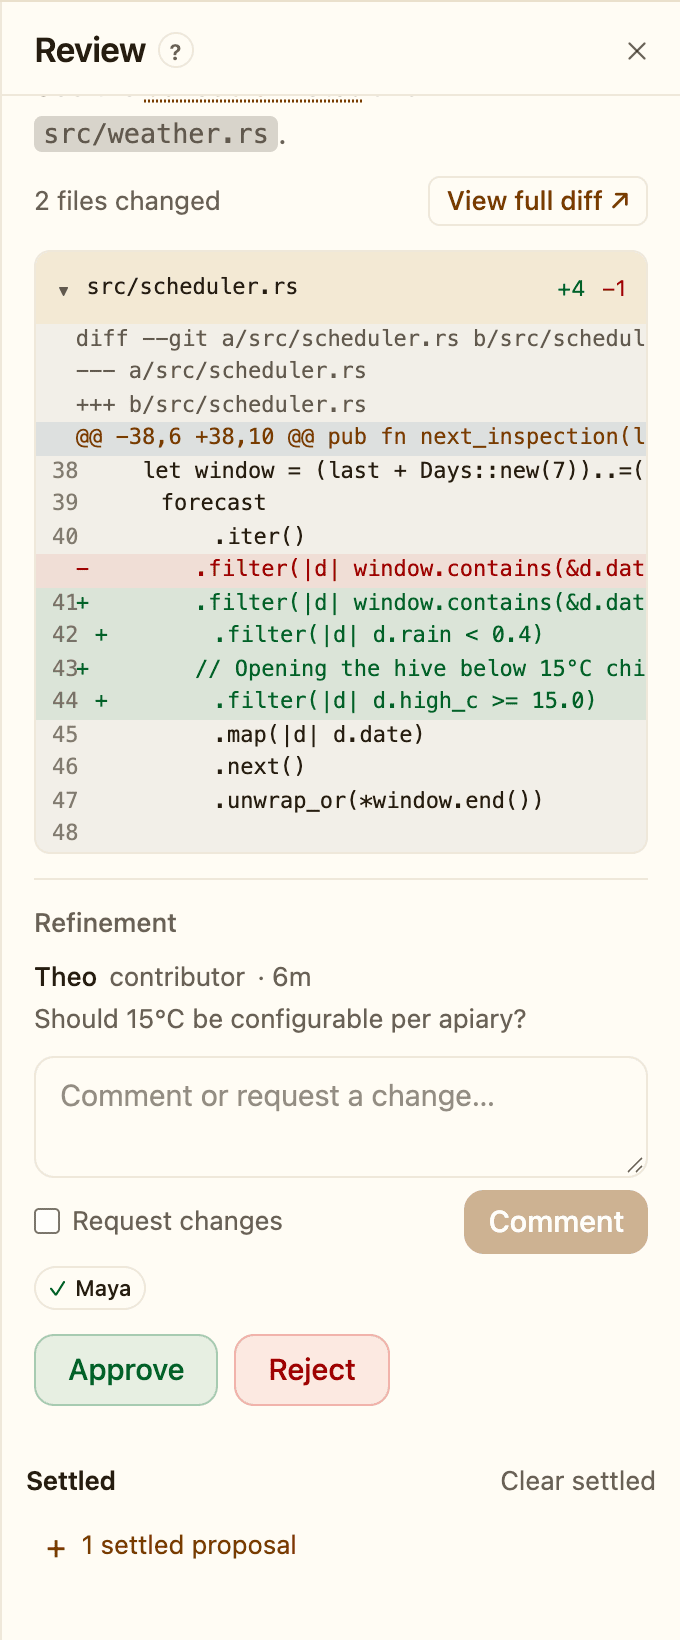 Review ?
src/weather.rs.
2 files changed
View full diff ↗
▼ src/scheduler.rs +4 −1
diff --git a/src/scheduler.rs b/src/schedul
--- a/src/scheduler.rs
+++ b/src/scheduler.rs
@@ -38,6 +38,10 @@ pub fn next_inspection(l
38 let window = (last + Days::new(7))..=(
39 forecast
40 .iter()
- .filter(|d| window.contains(&d.dat
41+ .filter(|d| window.contains(&d.dat
42 + .filter(|d| d.rain < 0.4)
43+ // Opening the hive below 15°C chi
44 + .filter(|d| d.high_c >= 15.0)
45 .map(|d| d.date)
46 .next()
47 .unwrap_or(*window.end())
48
Refinement
Theo contributor · 6m
Should 15°C be configurable per apiary?
Comment or request a change...
Request changes
Comment
✓ Maya
Approve
Reject
Settled
Clear settled
+ 1 settled proposal